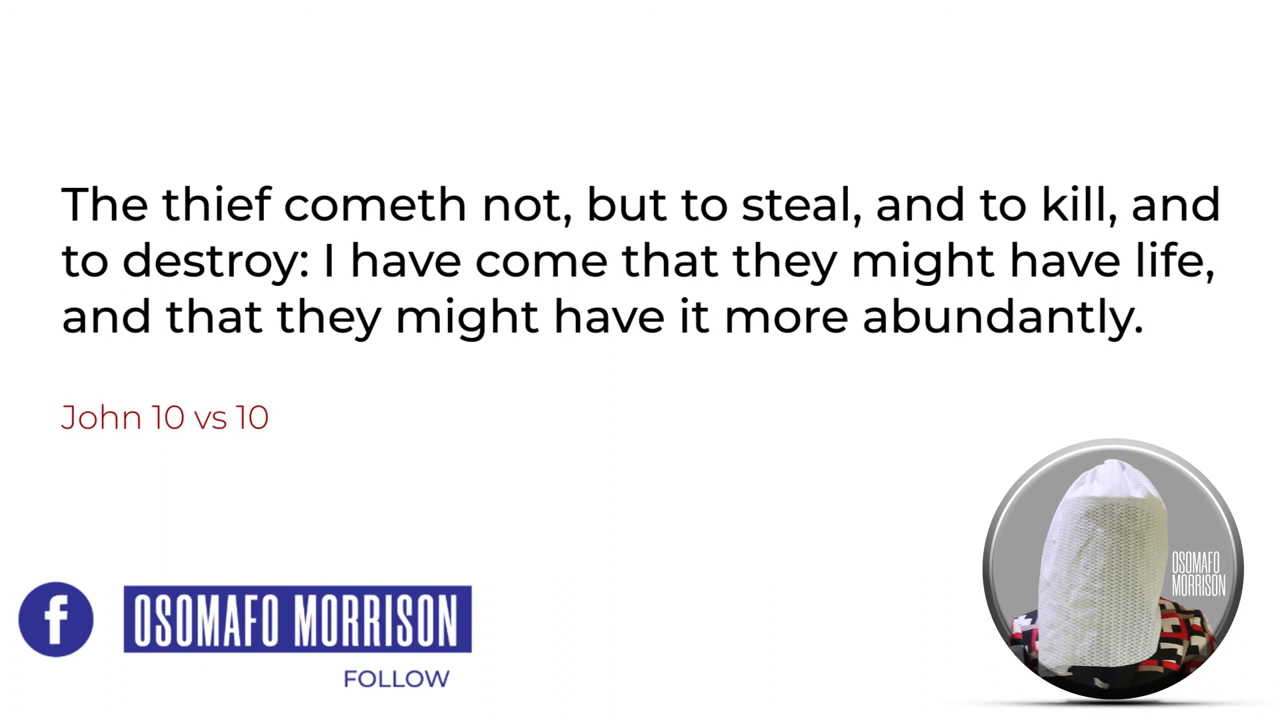 The thief cometh not, but to steal, and to kill, and
to destroy: I have come that they might have life,
and that they might have it more abundantly.
John 10 vs 10
OSOMAFO
MORRISON
f OSOMAFO MORRISON
FOLLOW